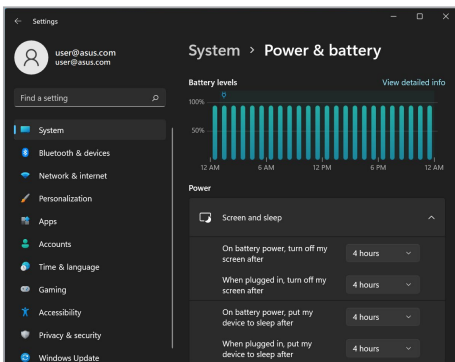 Settings
user@asus.com
user@asus.com
System > Power & battery
Battery levels
View detailed info
Find a setting
100%
50%
12 AM 6 AM 12 PM 6 PM 12 AM
System
Bluetooth & devices
Network & internet
Personalization
Apps
Accounts
Time & language
Gaming
Accessibility
Privacy & security
Windows Update
Power
Screen and sleep
On battery power, turn off my
screen after
4 hours
When plugged in, turn off my
screen after
4 hours
On battery power, put my
device to sleep after
4 hours
When plugged in, put my
device to sleep after
4 hours